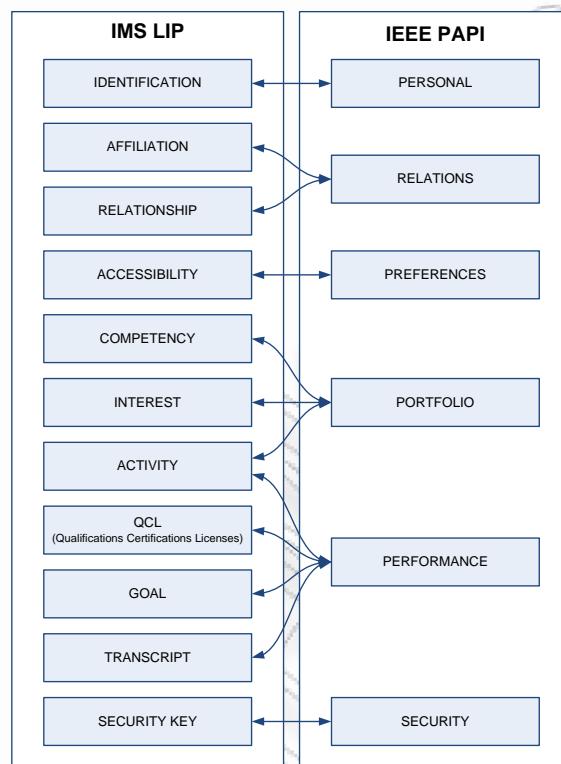 IMS LIP
IDENTIFICATION
AFFILIATION
RELATIONSHIP
ACCESSIBILITY
COMPETENCY
INTEREST
ACTIVITY
QCL
(Qualifications Certifications Licenses)
GOAL
TRANSCRIPT
SECURITY KEY
IEEE PAPI
PERSONAL
RELATIONS
PREFERENCES
PORTFOLIO
PERFORMANCE
SECURITY